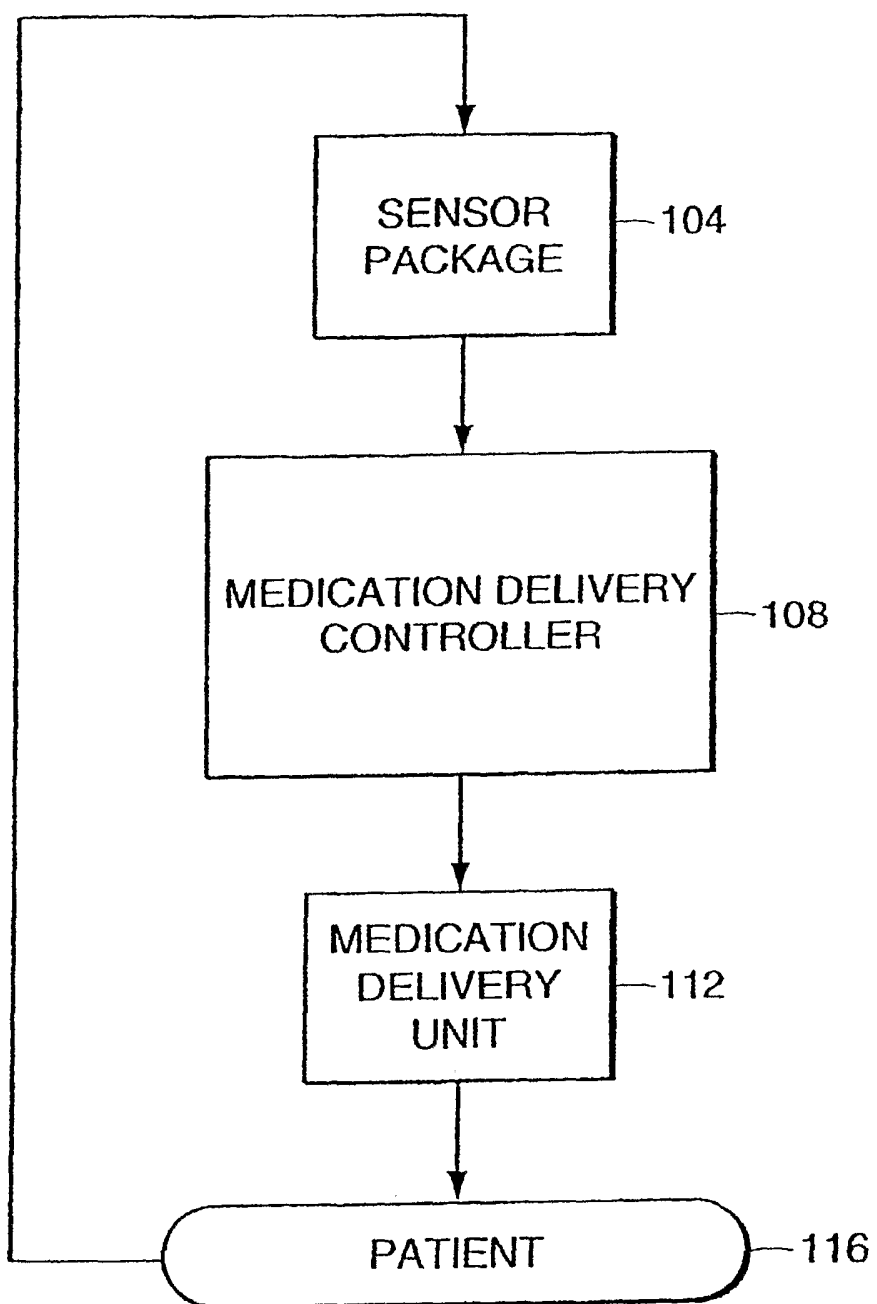 SENSOR
PACKAGE
104
MEDICATION DELIVERY
CONTROLLER
108
MEDICATION
DELIVERY
UNIT
112
PATIENT
116